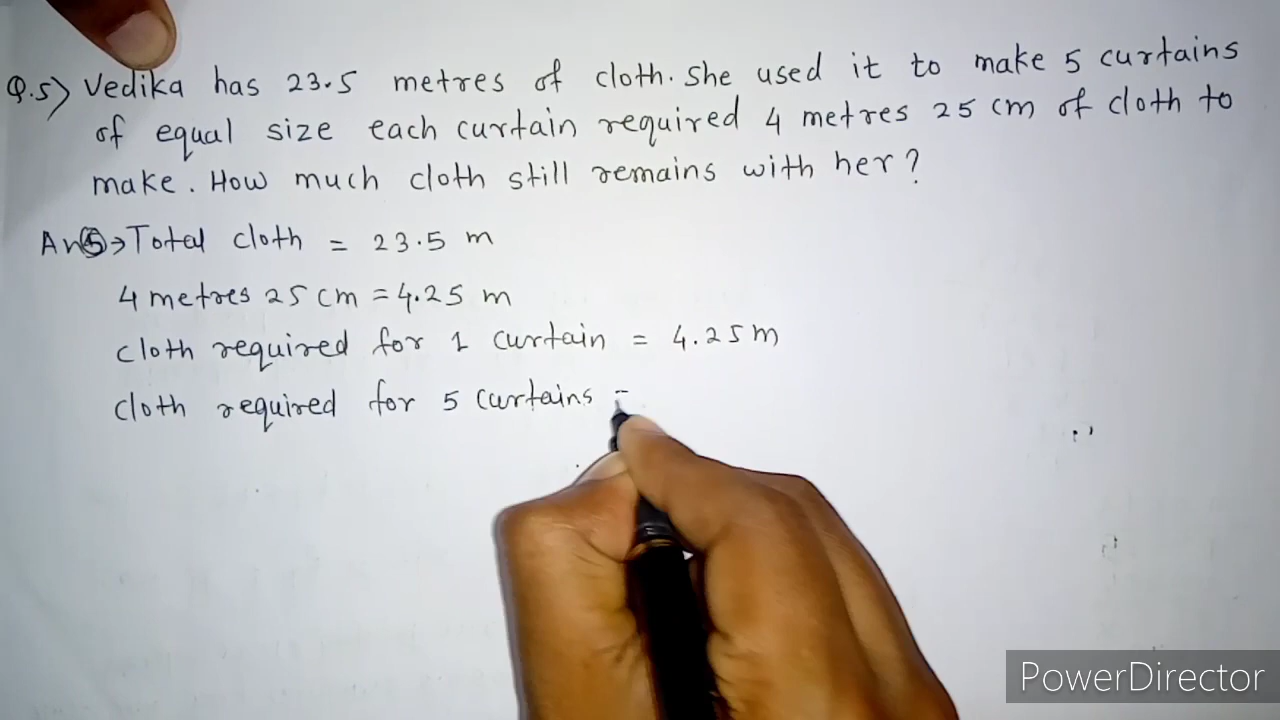 Q.5) Vedika has 23.5 metres of cloth. She used it to make 5 curtains
of equal size each curtain required 4 metres 25 cm of cloth to
make. How much cloth still remains with her?
Ans(5)→ Total cloth = 23.5 m
4 metres 25 cm = 4.25 m
cloth required for 1 curtain = 4.25 m
cloth required for 5 curtains =
PowerDirector